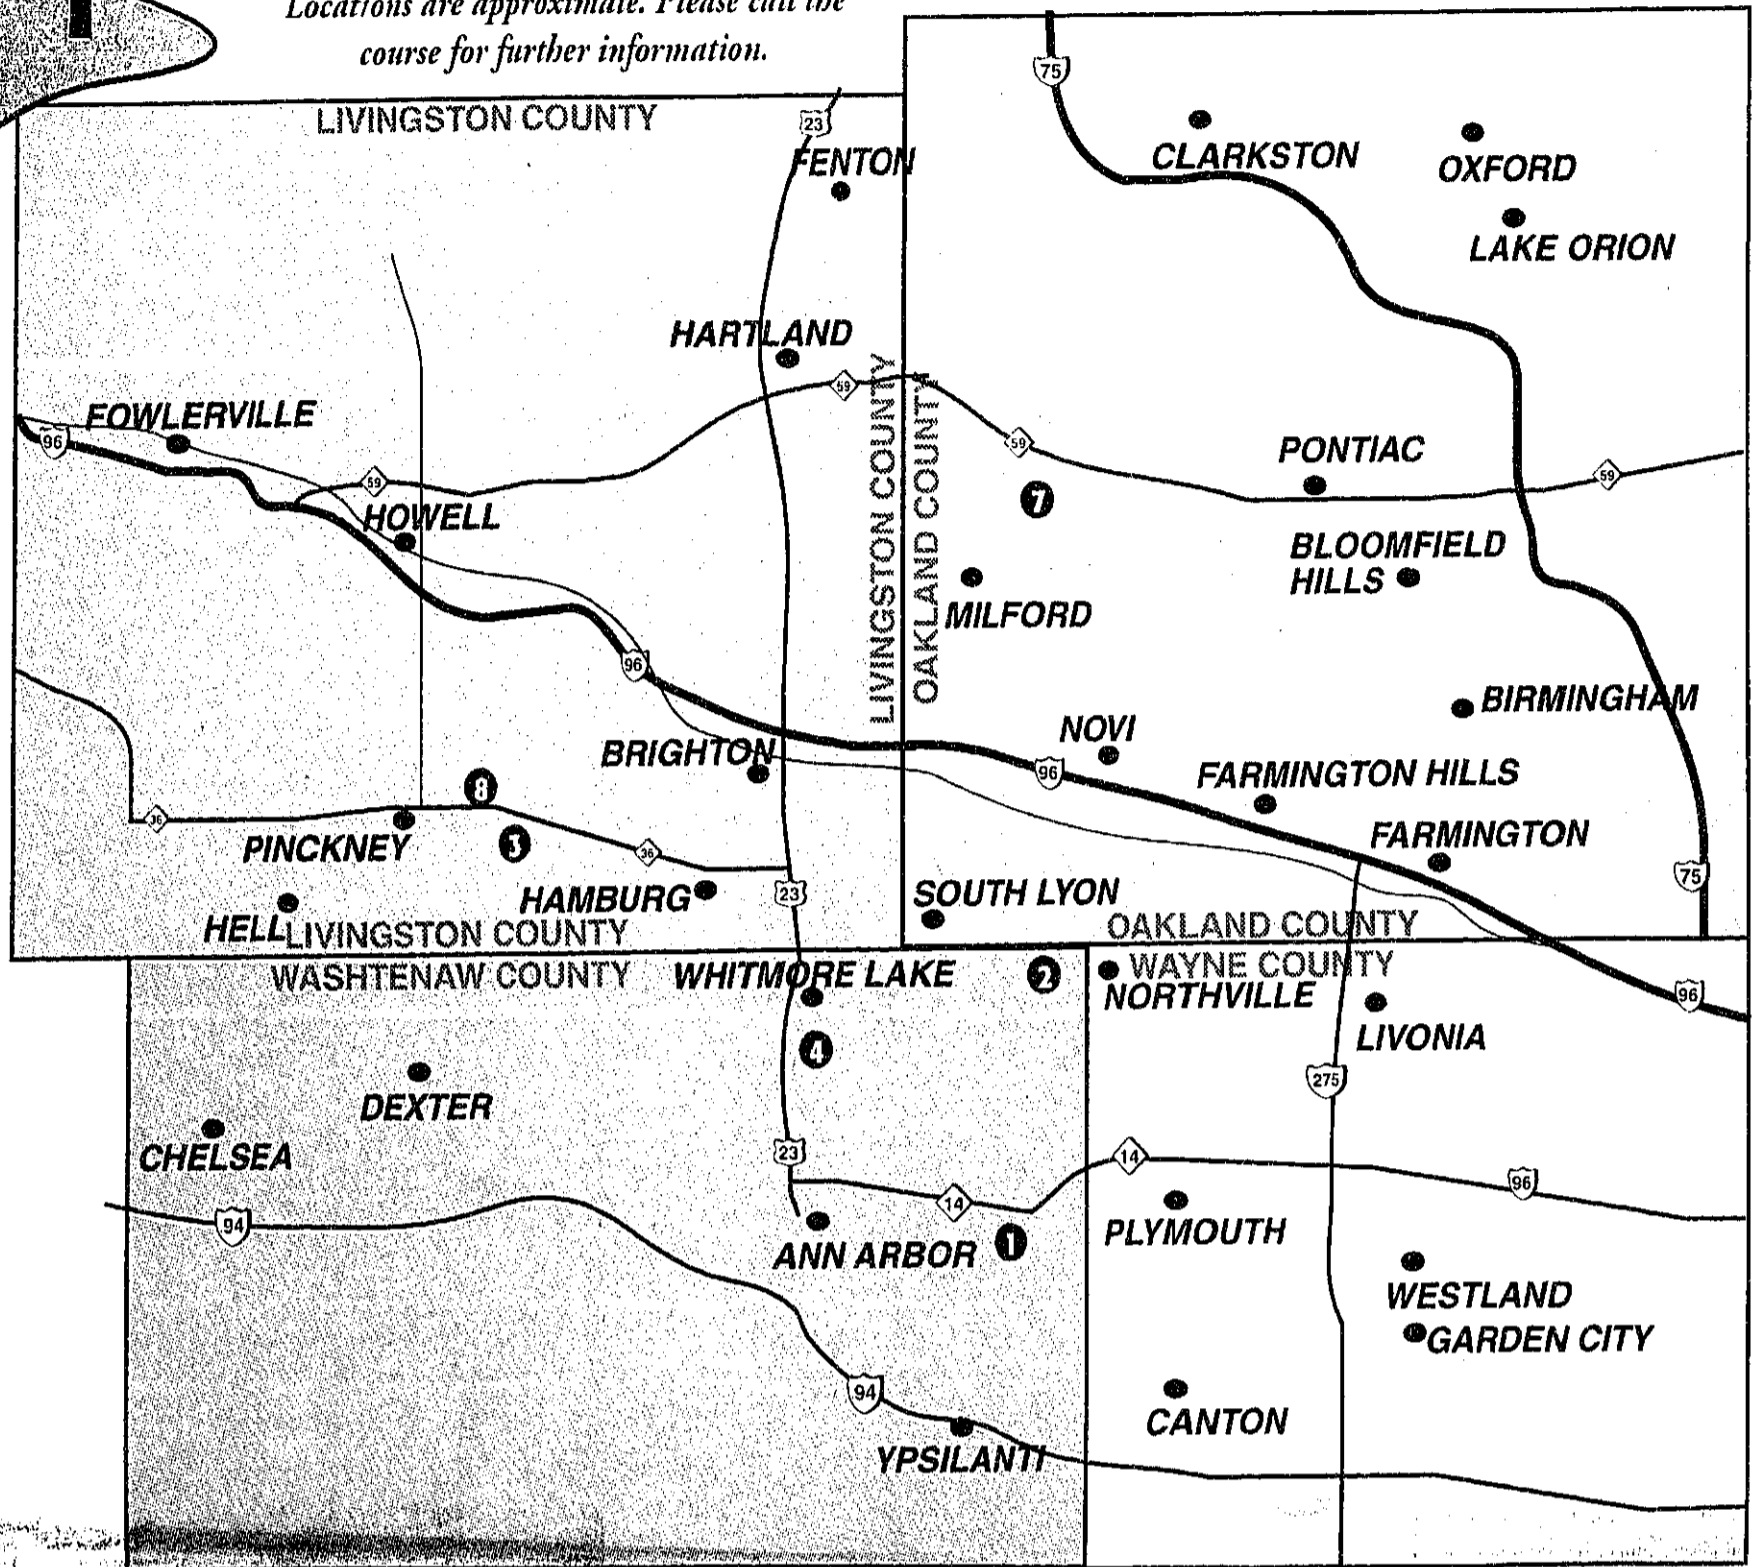 Locations are approximate. Please call the
course for further information.
75
LIVINGSTON COUNTY
23
FENTON
CLARKSTON
OXFORD
LAKE ORION
HARTLAND
59
FOWLERVILLE
96
59
HOWELL
LIVINGSTON COUNTY
OAKLAND COUNTY
59
7
PONTIAC
59
BLOOMFIELD
HILLS
MILFORD
96
BIRMINGHAM
NOVI
BRIGHTON
96
FARMINGTON HILLS
8
36
PINCKNEY
3
36
FARMINGTON
75
HAMBURG
23
SOUTH LYON
HELL
LIVINGSTON COUNTY
OAKLAND COUNTY
WASHTENAW COUNTY
WHITMORE LAKE
2
WAYNE COUNTY
NORTHVILLE
96
LIVONIA
4
275
DEXTER
CHELSEA
23
14
14
96
94
ANN ARBOR
1
PLYMOUTH
WESTLAND
GARDEN CITY
94
CANTON
YPSILANTI